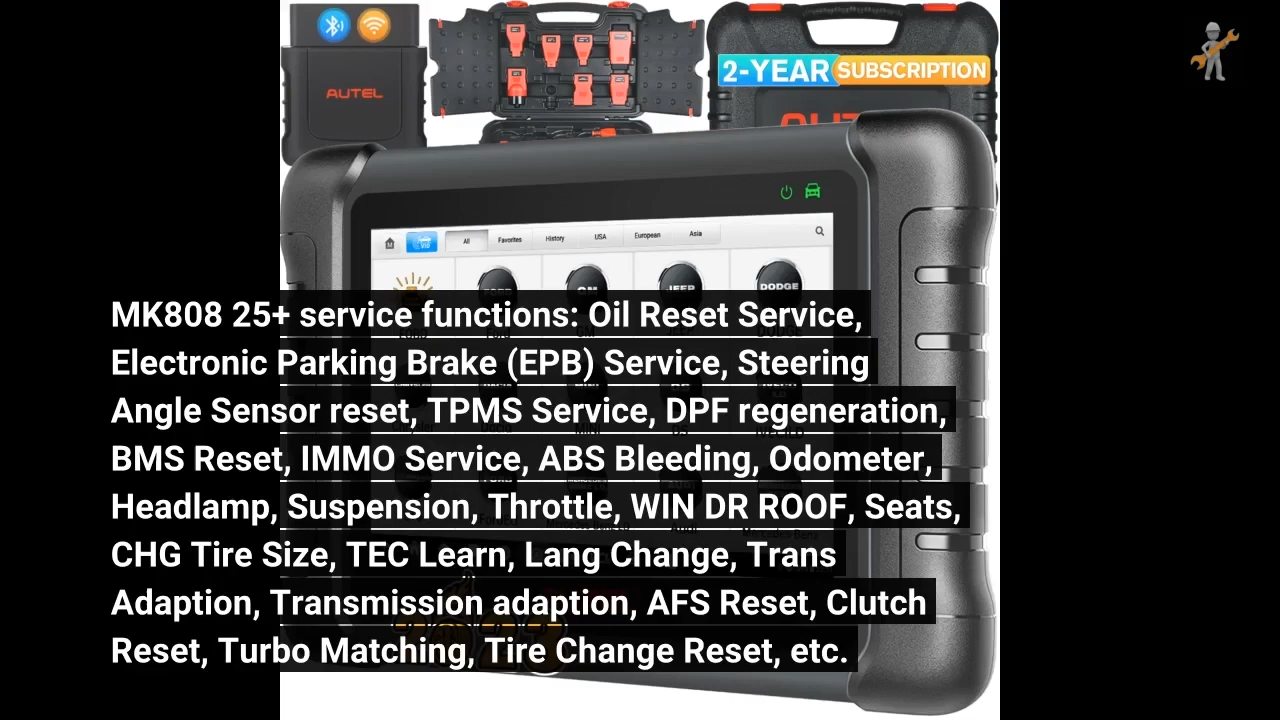 AUTEL
2-YEAR SUBSCRIPTION
All Favorites History USA European Asia
DODGE
MK808 25+ service functions: Oil Reset Service,
Electronic Parking Brake (EPB) Service, Steering
Angle Sensor reset, TPMS Service, DPF regeneration,
BMS Reset, IMMO Service, ABS Bleeding, Odometer,
Headlamp, Suspension, Throttle, WIN DR ROOF, Seats,
CHG Tire Size, TEC Learn, Lang Change, Trans
Adaption, Transmission adaption, AFS Reset, Clutch
Reset, Turbo Matching, Tire Change Reset, etc.